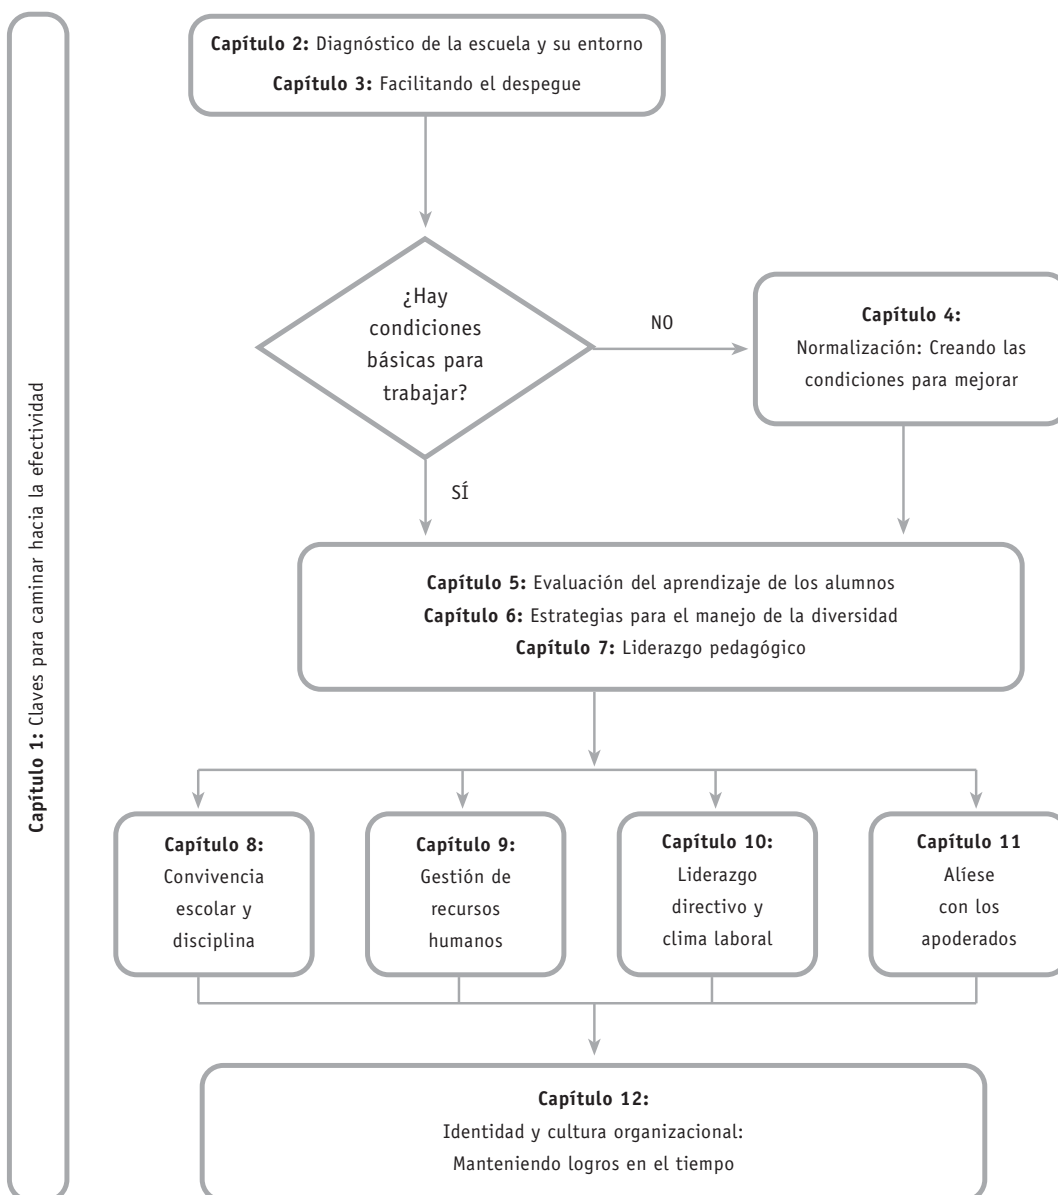 Capítulo 1: Claves para caminar hacia la efectividad
Capítulo 2: Diagnóstico de la escuela y su entorno
Capítulo 3: Facilitando el despegue
¿Hay
condiciones
básicas para
trabajar?
NO
Capítulo 4:
Normalización: Creando las
condiciones para mejorar
SÍ
Capítulo 5: Evaluación del aprendizaje de los alumnos
Capítulo 6: Estrategias para el manejo de la diversidad
Capítulo 7: Liderazgo pedagógico
Capítulo 8:
Convivencia
escolar y
disciplina
Capítulo 9:
Gestión de
recursos
humanos
Capítulo 10:
Liderazgo
directivo y
clima laboral
Capítulo 11
Alíese
con los
apoderados
Capítulo 12:
Identidad y cultura organizacional:
Manteniendo logros en el tiempo